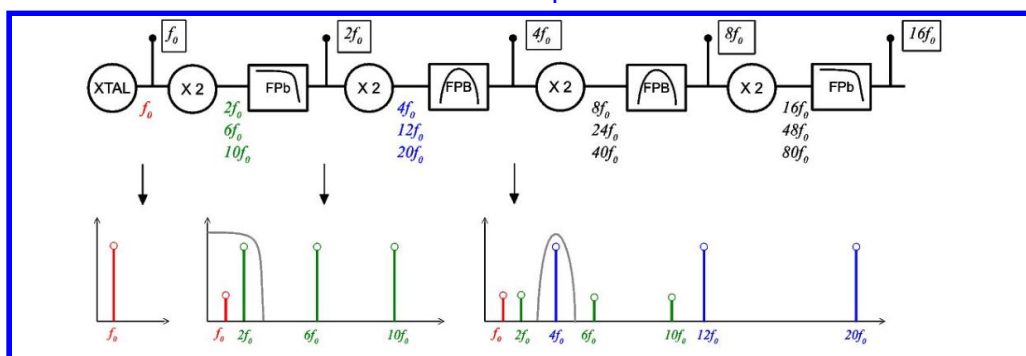 f₀ 2f₀ 4f₀ 8f₀ 16f₀
XTAL X 2 FPb X 2 FPB X 2 FPB X 2 FPb
f₀ 2f₀ 4f₀ 8f₀ 16f₀
6f₀ 12f₀ 24f₀ 48f₀
10f₀ 20f₀ 40f₀ 80f₀
f₀ f₀ 2f₀ 6f₀ 10f₀ f₀ 2f₀ 4f₀ 6f₀ 10f₀ 12f₀ 20f₀